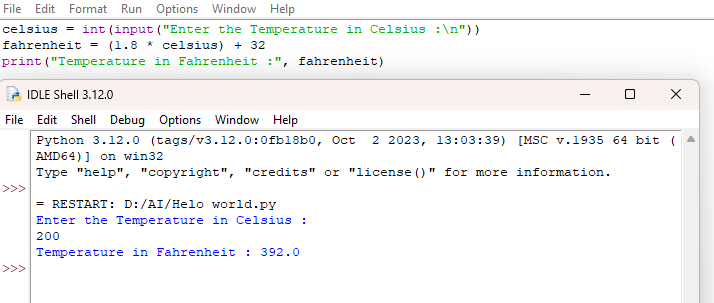 File Edit Format Run Options Window Help
celsius = int(input("Enter the Temperature in Celsius :\n"))
fahrenheit = (1.8 * celsius) + 32
print("Temperature in Fahrenheit :", fahrenheit)
IDLE Shell 3.12.0
File Edit Shell Debug Options Window Help
Python 3.12.0 (tags/v3.12.0:0fb18b0, Oct  2 2023, 13:03:39) [MSC v.1935 64 bit (
AMD64)] on win32
Type "help", "copyright", "credits" or "license()" for more information.
>>>
= RESTART: D:/AI/Helo world.py
Enter the Temperature in Celsius :
200
Temperature in Fahrenheit : 392.0
>>>